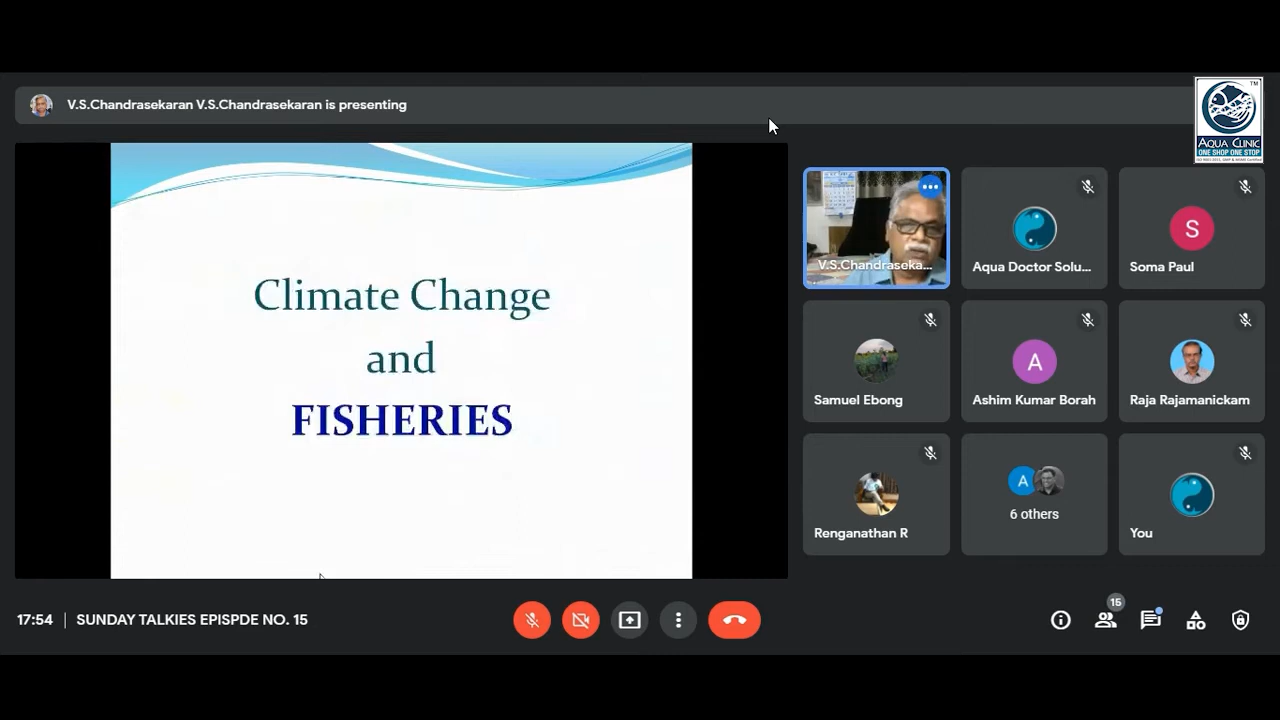 V.S.Chandrasekaran V.S.Chandrasekaran is presenting
TM
AQUA CLINIC
ONE SHOP ONE STOP
Climate Change
and
FISHERIES
V.S.Chandraseka...
Aqua Doctor Solu...
S
Soma Paul
Samuel Ebong
A
Ashim Kumar Borah
Raja Rajamanickam
Renganathan R
A
6 others
You
17:54 | SUNDAY TALKIES EPISPDE NO. 15
15